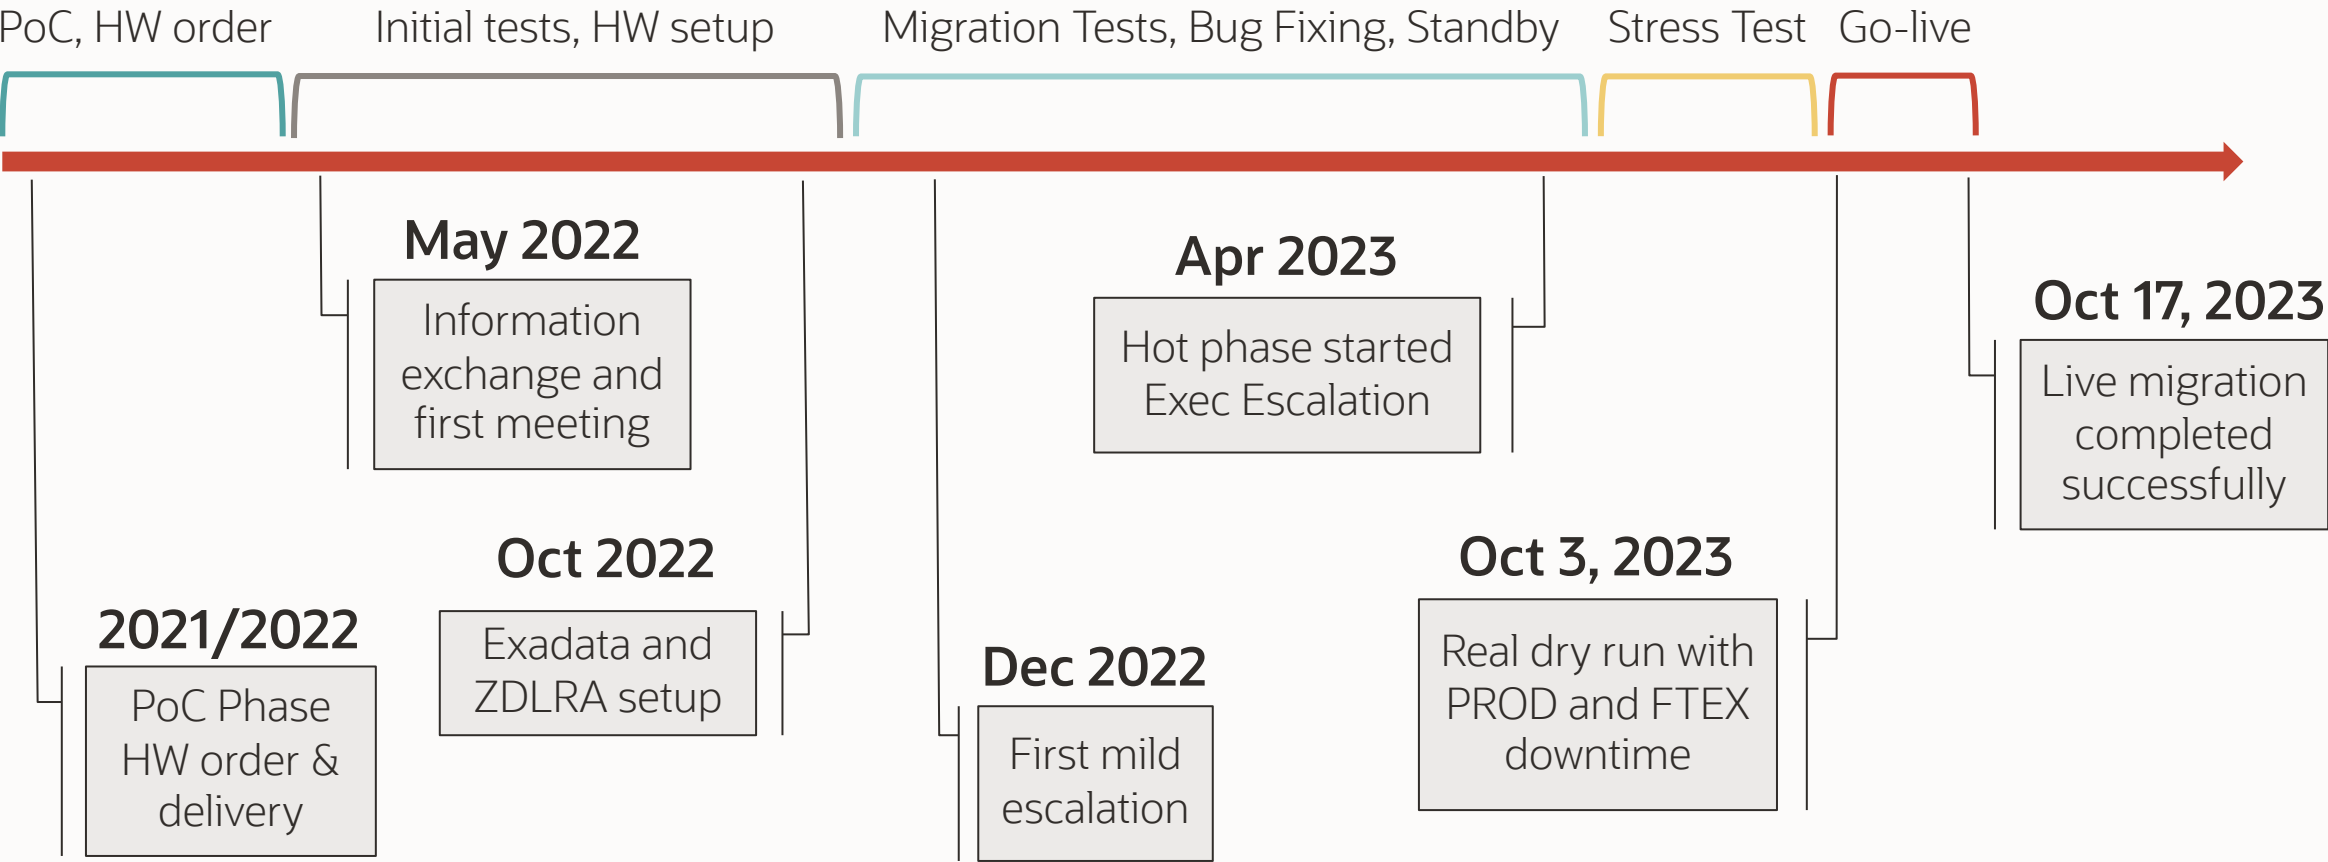 PoC, HW order
Initial tests, HW setup
Migration Tests, Bug Fixing, Standby
Stress Test
Go-live
2021/2022
PoC Phase
HW order &
delivery
May 2022
Information
exchange and
first meeting
Oct 2022
Exadata and
ZDLRA setup
Dec 2022
First mild
escalation
Apr 2023
Hot phase started
Exec Escalation
Oct 3, 2023
Real dry run with
PROD and FTEX
downtime
Oct 17, 2023
Live migration
completed
successfully